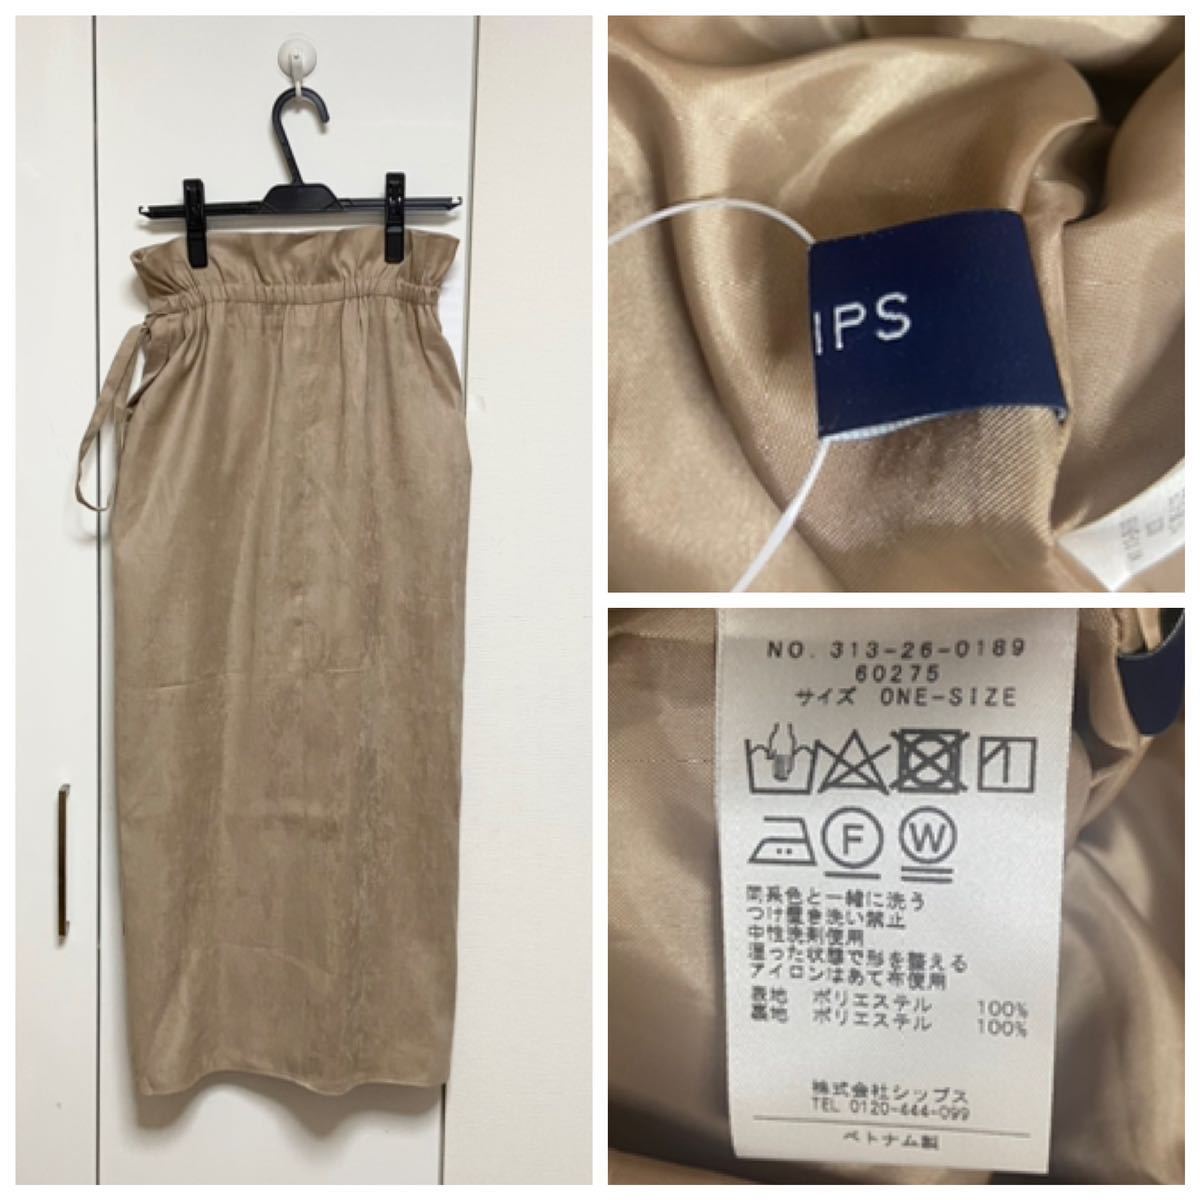 IPS
NO. 313-26-0189
60275
サイズ ONE-SIZE
F W
同系色と一緒に洗う
つけ置き洗い禁止
中性洗剤使用
湿った状態で形を整える
アイロンはあて布使用
表地 ポリエステル 100%
裏地 ポリエステル 100%
株式会社シップス
TEL 0120-444-099
ベトナム製